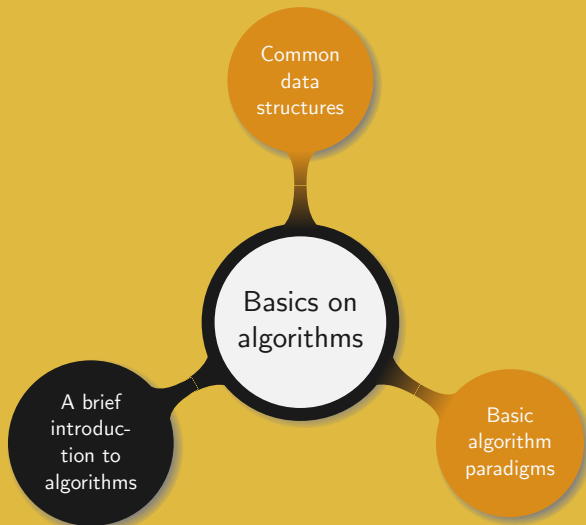 Common
data
structures
Basics on
algorithms
A brief
introduc-
tion to
algorithms
Basic
algorithm
paradigms